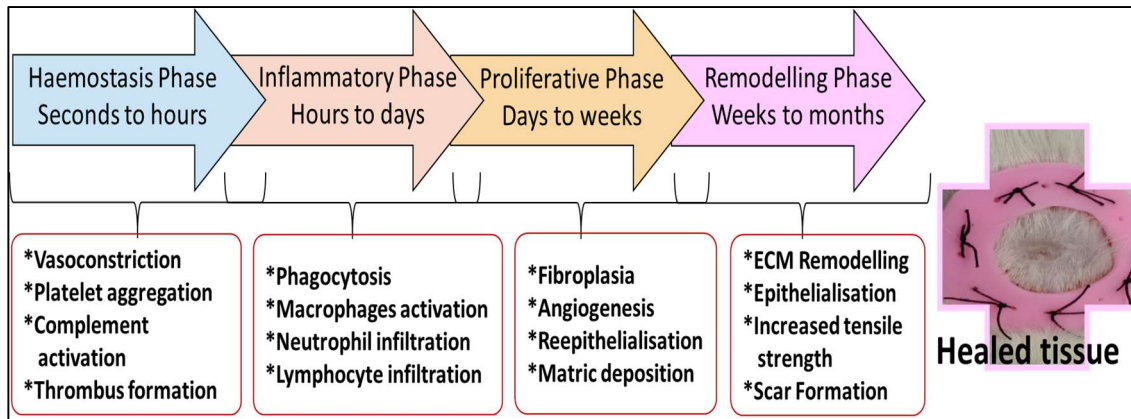 Haemostasis Phase
Seconds to hours
Inflammatory Phase
Hours to days
Proliferative Phase
Days to weeks
Remodelling Phase
Weeks to months
*Vasoconstriction
*Platelet aggregation
*Complement
activation
*Thrombus formation
*Phagocytosis
*Macrophages activation
*Neutrophil infiltration
*Lymphocyte infiltration
*Fibroplasia
*Angiogenesis
*Reepithelialisation
*Matric deposition
*ECM Remodelling
*Epithelialisation
*Increased tensile
strength
*Scar Formation
Healed tissue